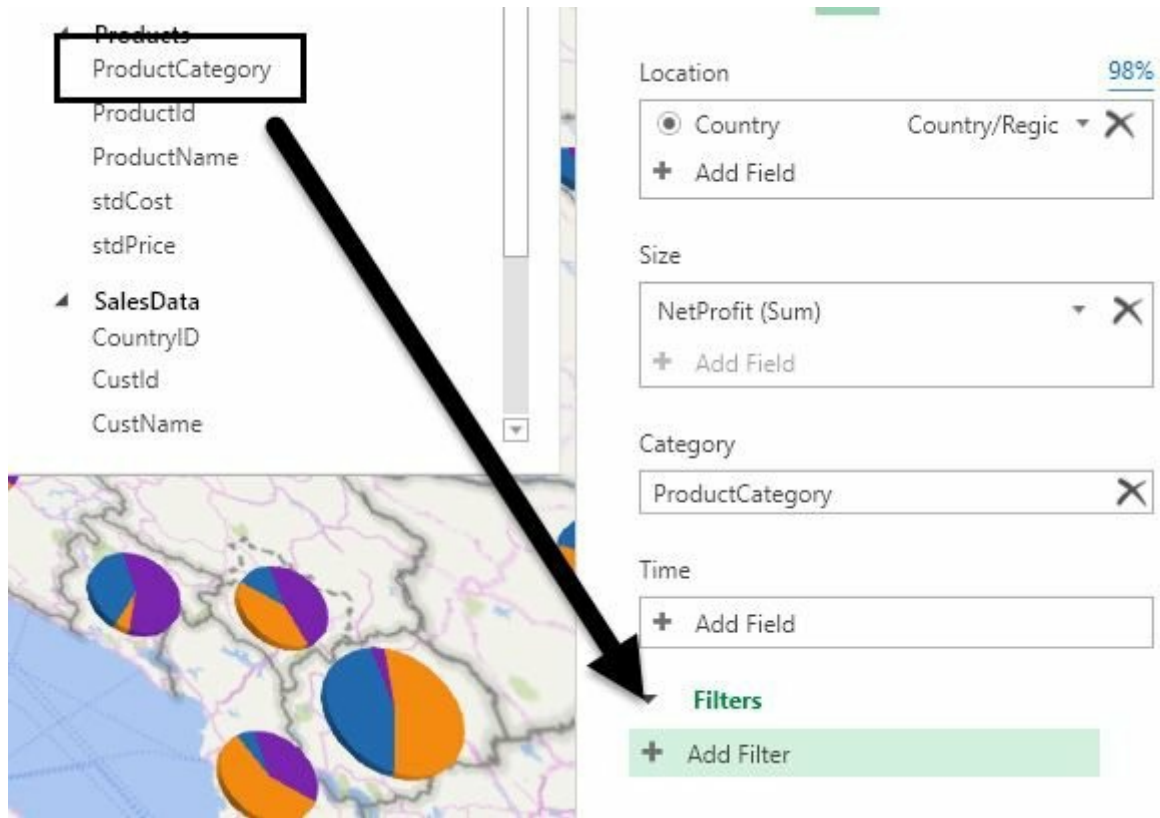 Products
ProductCategory
ProductId
ProductName
stdCost
stdPrice
SalesData
CountryID
CustId
CustName
Location 98%
Country Country/Regic
Add Field
Size
NetProfit (Sum)
Add Field
Category
ProductCategory
Time
Add Field
Filters
Add Filter